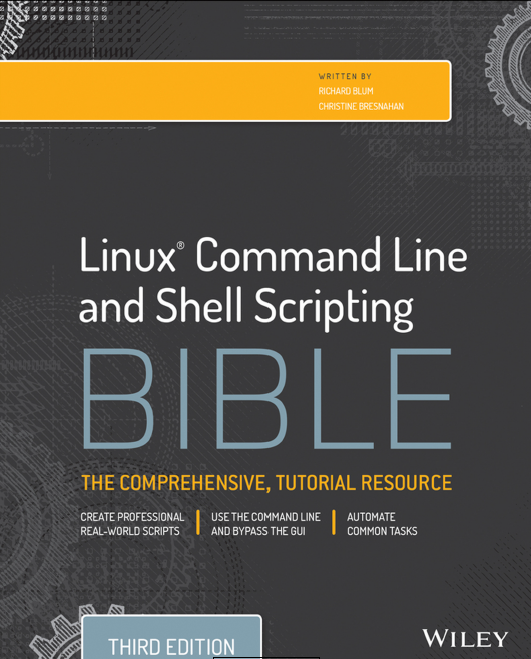 WRITTEN BY
RICHARD BLUM
CHRISTINE BRESNAHAN
Linux® Command Line
and Shell Scripting
BIBLE
THE COMPREHENSIVE, TUTORIAL RESOURCE
CREATE PROFESSIONAL
REAL-WORLD SCRIPTS
USE THE COMMAND LINE
AND BYPASS THE GUI
AUTOMATE
COMMON TASKS
THIRD EDITION
WILEY